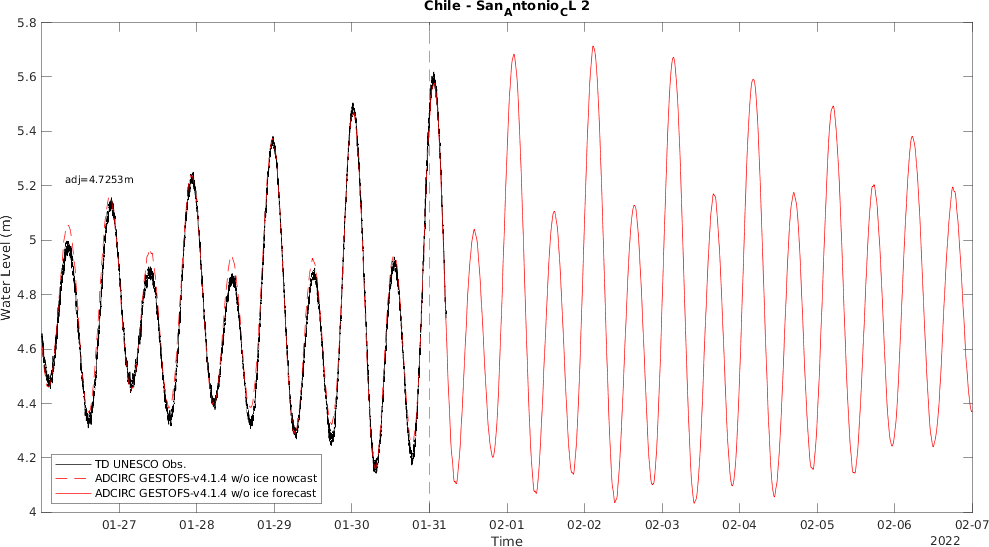 Chile - SanAntonioCL 2
5.8
5.6
5.4
5.2
5
4.8
4.6
4.4
4.2
4
Water Level (m)
adj=4.7253m
TD UNESCO Obs.
ADCIRC GESTOFS-v4.1.4 w/o ice nowcast
ADCIRC GESTOFS-v4.1.4 w/o ice forecast
01-27 01-28 01-29 01-30 01-31 02-01 02-02 02-03 02-04 02-05 02-06 02-07
Time
2022